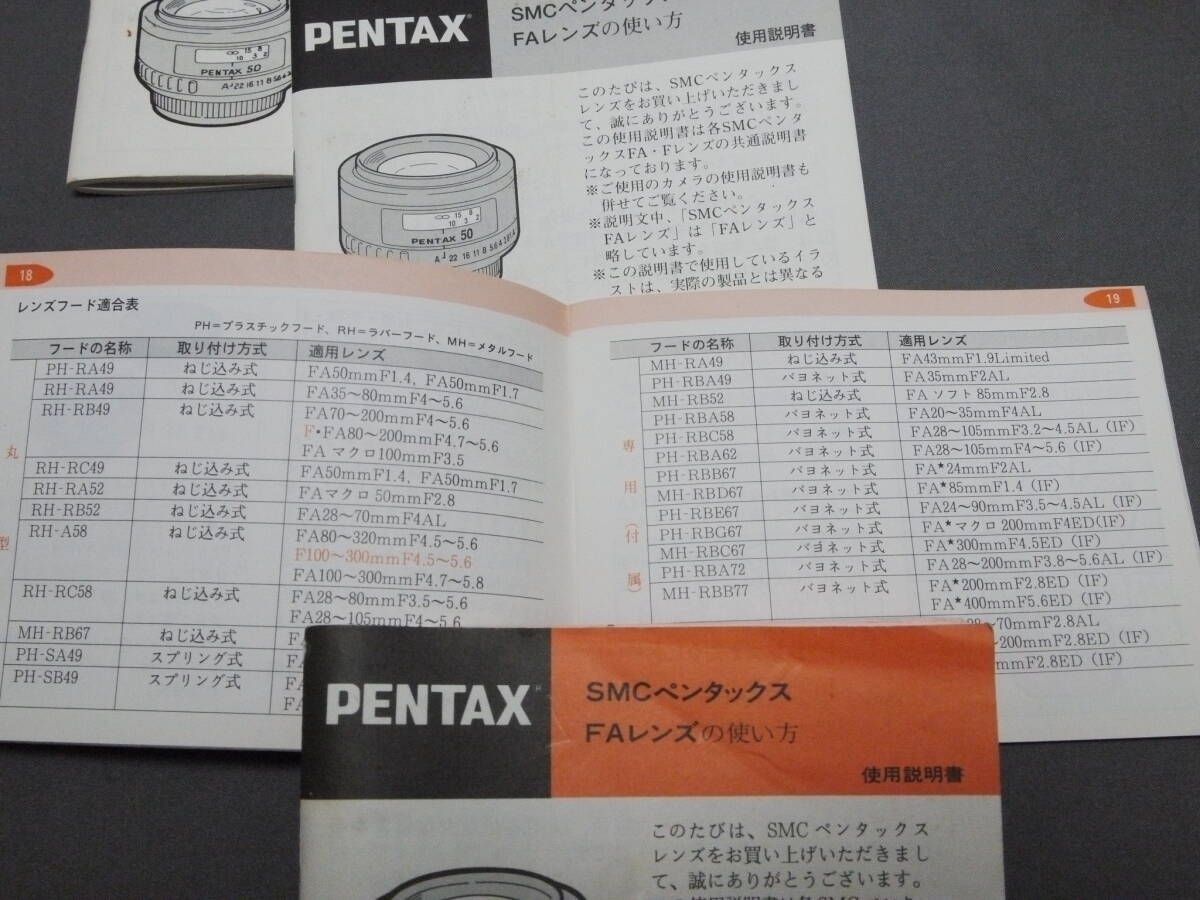 PENTAX 50
A 22 16 11 8 5.6 4
PENTAX
SMCペンタックス
FAレンズの使い方
使用説明書
このたびは、SMCペンタックス
レンズをお買い上げいただきまし
て、誠にありがとうございます。
この使用説明書は各SMCペンタ
ックスFA・Fレンズの共通説明書
になっております。
※ご使用のカメラの使用説明書も
併せてご覧ください。
※説明文中、「SMCペンタックス
FAレンズ」は「FAレンズ」と
略しています。
※この説明書で使用しているイラ
ストは、実際の製品とは異なる
15 8
10 3 2
PENTAX 50
A 22 16 11 8 5.6 4 2.8 1.4
18
レンズフード適合表
PH=プラスチックフード、RH=ラバーフード、MH=メタルフード
フードの名称 取り付け方式 適用レンズ
丸型
PH-RA49 ねじ込み式 FA50mmF1.4, FA50mmF1.7
RH-RA49 ねじ込み式 FA35〜80mmF4〜5.6
RH-RB49 ねじ込み式 FA70〜200mmF4〜5.6
F・FA80〜200mmF4.7〜5.6
FA マクロ100mmF3.5
RH-RC49 ねじ込み式 FA50mmF1.4, FA50mmF1.7
RH-RA52 ねじ込み式 FAマクロ 50mmF2.8
RH-RB52 ねじ込み式 FA28〜70mmF4AL
RH-A58 ねじ込み式 FA80〜320mmF4.5〜5.6
F100〜300mmF4.5〜5.6
FA100〜300mmF4.7〜5.8
RH-RC58 ねじ込み式 FA28〜80mmF3.5〜5.6
FA28〜105mmF4〜5.6
MH-RB67 ねじ込み式
PH-SA49 スプリング式
PH-SB49 スプリング式 FA
FA
19
フードの名称 取り付け方式 適用レンズ
専用(付属)
MH-RA49 ねじ込み式 FA43mmF1.9Limited
PH-RBA49 バヨネット式 FA35mmF2AL
MH-RB52 ねじ込み式 FA ソフト 85mmF2.8
PH-RBA58 バヨネット式 FA20〜35mmF4AL
PH-RBC58 バヨネット式 FA28〜105mmF3.2〜4.5AL (IF)
PH-RBA62 バヨネット式 FA28〜105mmF4〜5.6 (IF)
PH-RBB67 バヨネット式 FA★24mmF2AL
MH-RBD67 バヨネット式 FA★85mmF1.4 (IF)
PH-RBE67 バヨネット式 FA24〜90mmF3.5〜4.5AL (IF)
PH-RBG67 バヨネット式 FA★マクロ 200mmF4ED(IF)
MH-RBC67 バヨネット式 FA★300mmF4.5ED (IF)
PH-RBA72 バヨネット式 FA28〜200mmF3.8〜5.6AL (IF)
MH-RBB77 バヨネット式 FA★200mmF2.8ED (IF)
FA★400mmF5.6ED (IF)
〜70mmF2.8AL
〜200mmF2.8ED (IF)
mmF2.8ED (IF)
PENTAX
SMCペンタックス
FAレンズの使い方
使用説明書
このたびは、SMC ペンタックス
レンズをお買い上げいただきまし
て、誠にありがとうございます。